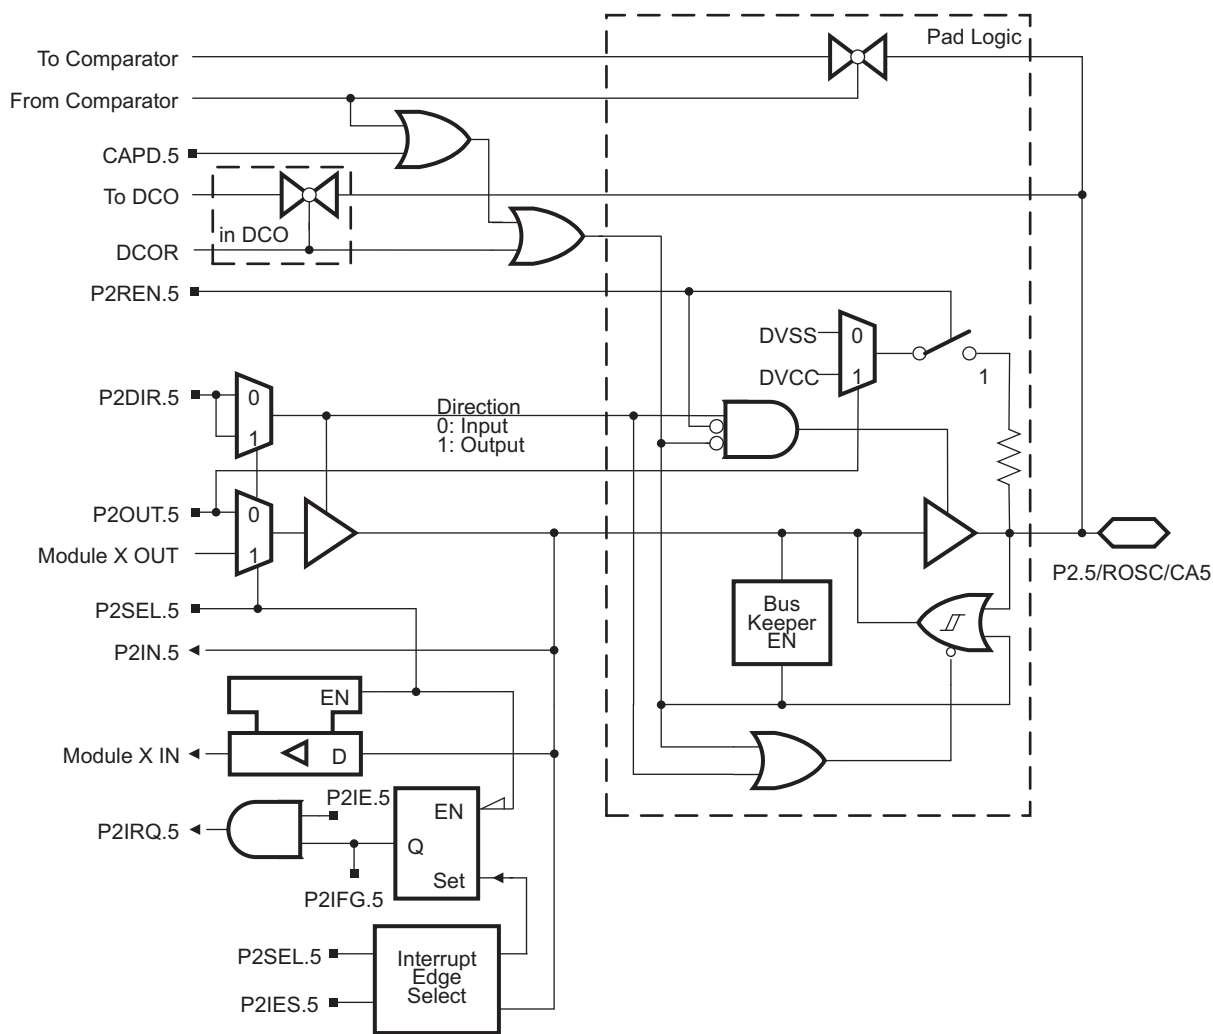 Pad Logic
To Comparator
From Comparator
CAPD.5
To DCO
in DCO
DCOR
P2REN.5
DVSS
0
DVCC
1
1
P2DIR.5
0
1
Direction
0: Input
1: Output
P2OUT.5
0
Module X OUT
1
P2SEL.5
P2.5/ROSC/CA5
Bus
Keeper
EN
P2IN.5
EN
Module X IN
D
P2IE.5
P2IRQ.5
EN
Q
Set
P2IFG.5
P2SEL.5
P2IES.5
Interrupt
Edge
Select